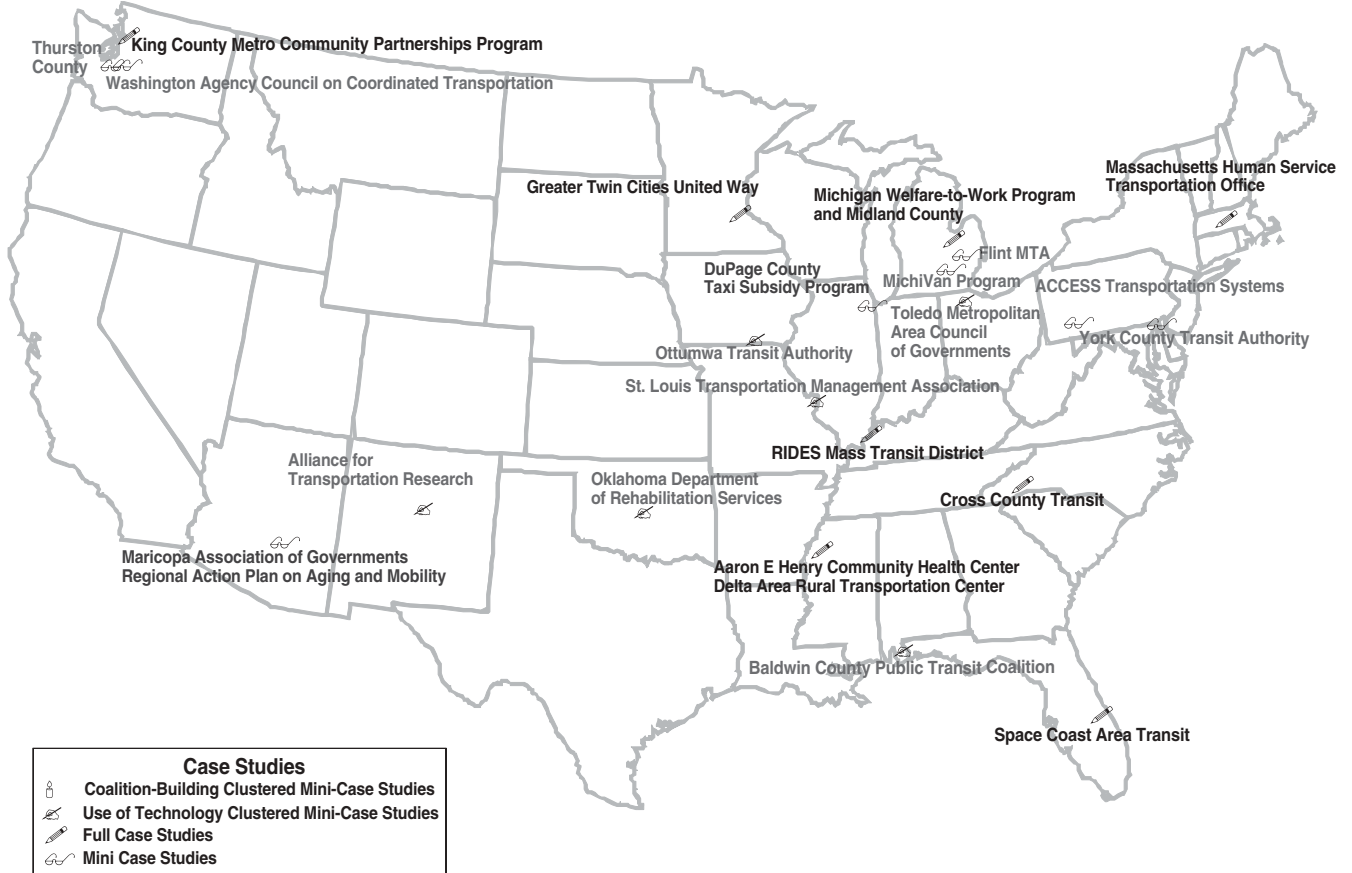 Thurston
County
King County Metro Community Partnerships Program
Washington Agency Council on Coordinated Transportation
Greater Twin Cities United Way
Michigan Welfare-to-Work Program
and Midland County
Massachusetts Human Service
Transportation Office
Flint MTA
MichiVan Program
ACCESS Transportation Systems
DuPage County
Taxi Subsidy Program
Toledo Metropolitan
Area Council
of Governments
York County Transit Authority
Ottumwa Transit Authority
St. Louis Transportation Management Association
RIDES Mass Transit District
Alliance for
Transportation Research
Oklahoma Department
of Rehabilitation Services
Cross County Transit
Maricopa Association of Governments
Regional Action Plan on Aging and Mobility
Aaron E Henry Community Health Center
Delta Area Rural Transportation Center
Baldwin County Public Transit Coalition
Space Coast Area Transit
Case Studies
Coalition-Building Clustered Mini-Case Studies
Use of Technology Clustered Mini-Case Studies
Full Case Studies
Mini Case Studies